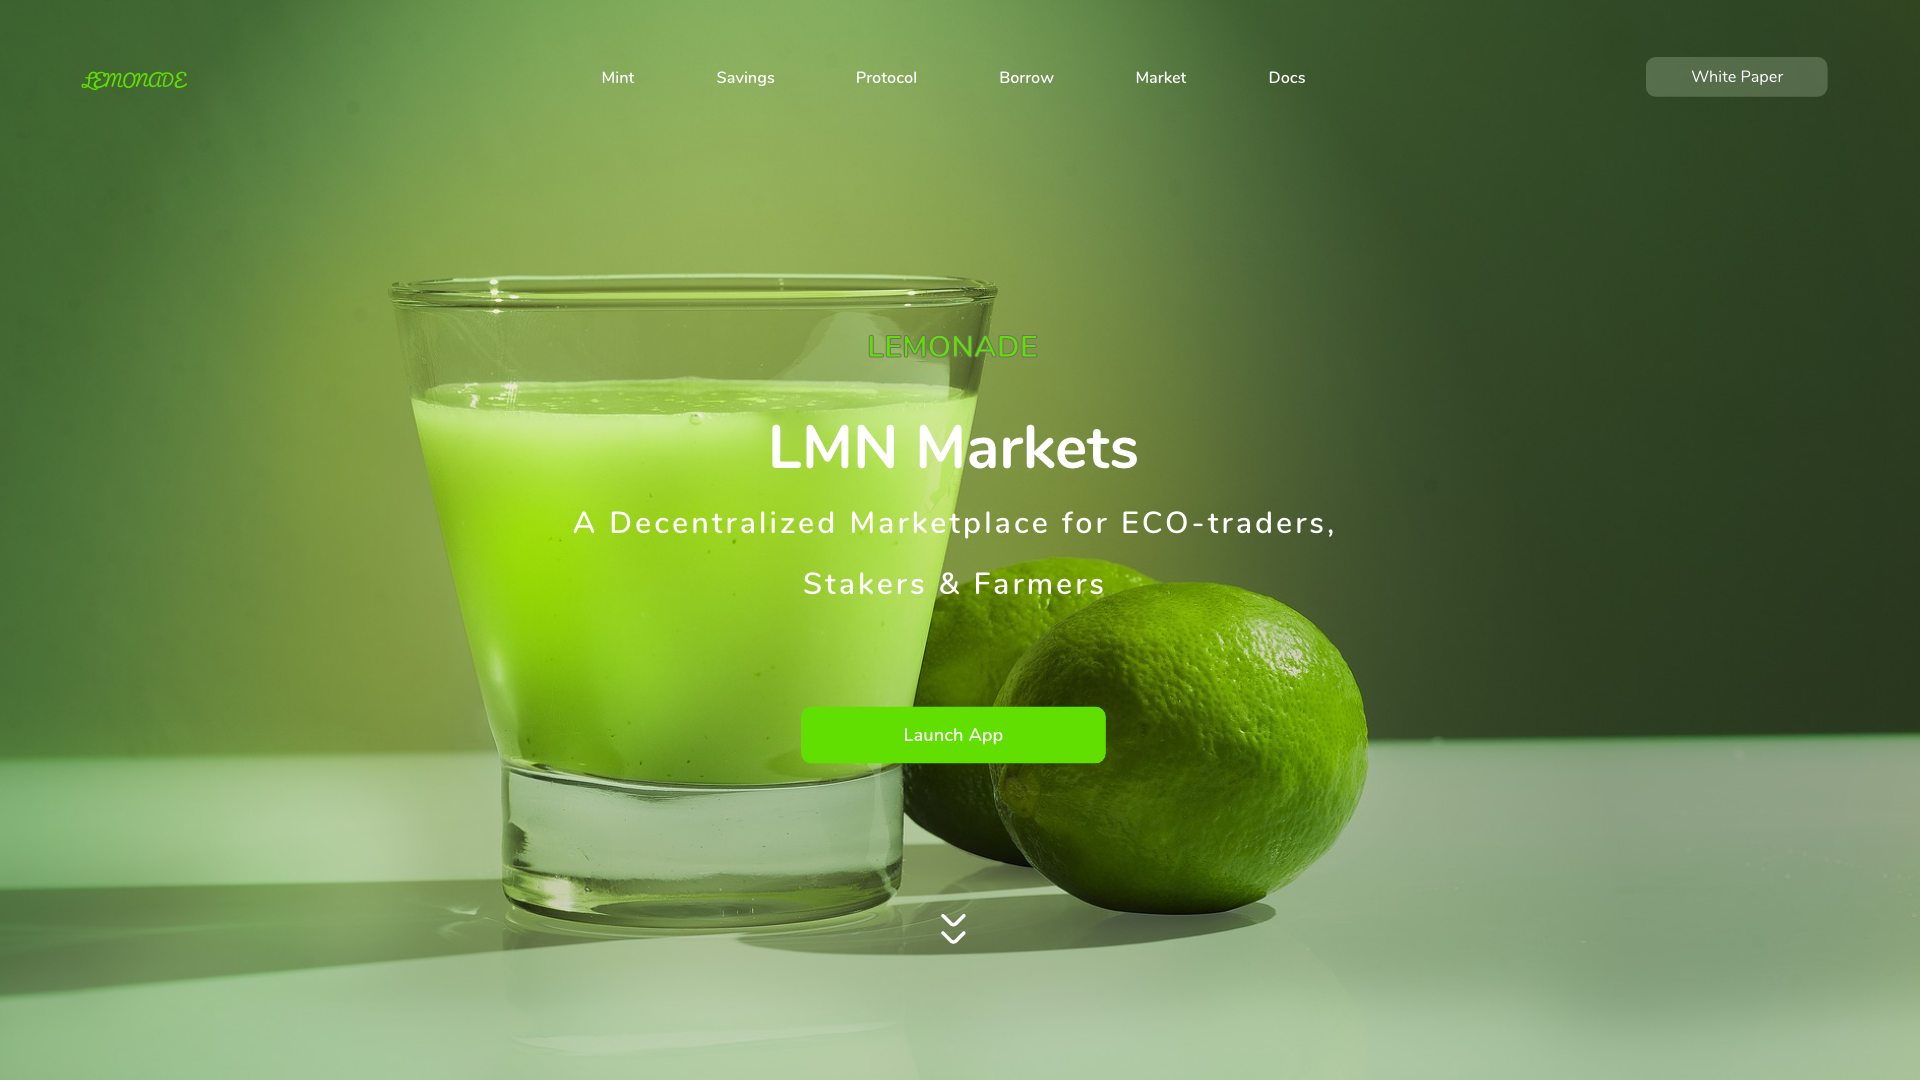 LEMONADE
Mint
Savings
Protocol
Borrow
Market
Docs
White Paper
LEMONADE
LMN Markets
A Decentralized Marketplace for ECO-traders,
Stakers & Farmers
Launch App